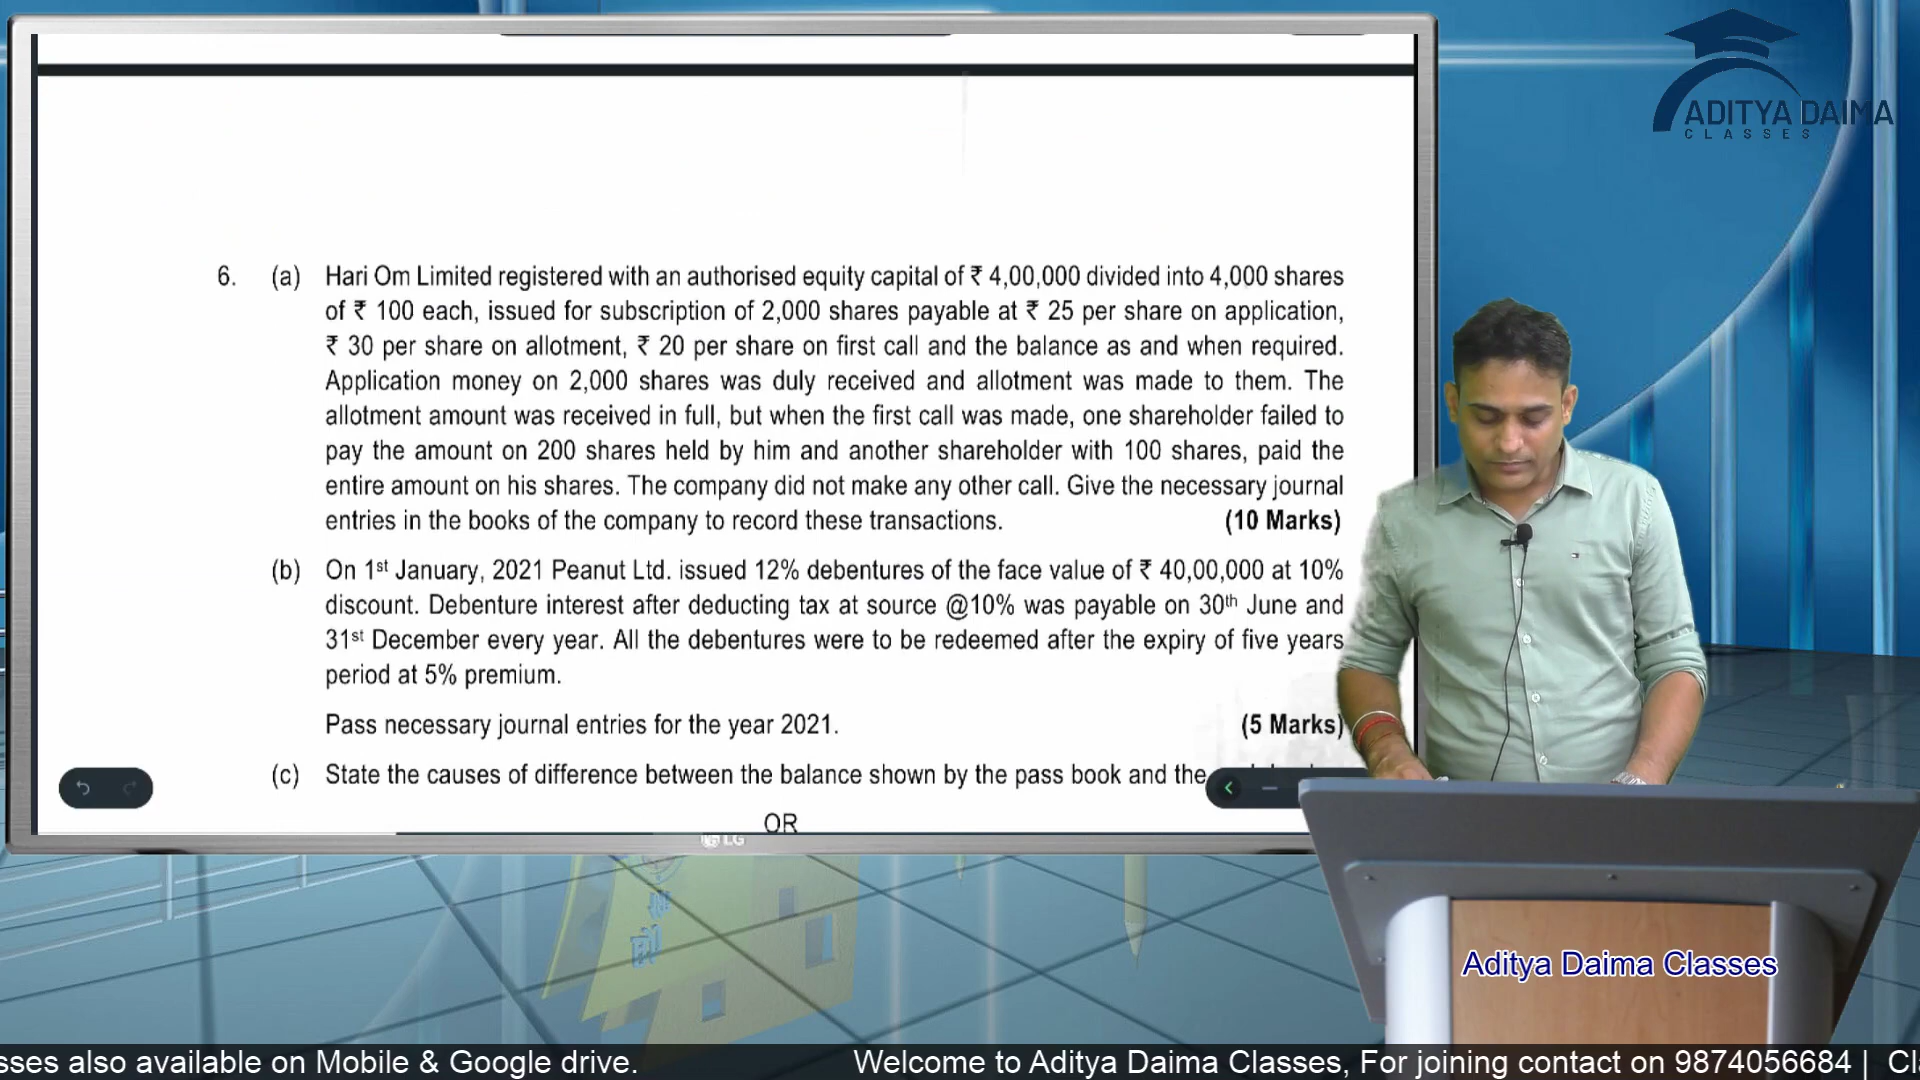 ADITYA DAIMA
CLASSES
6. (a) Hari Om Limited registered with an authorised equity capital of ₹ 4,00,000 divided into 4,000 shares
of ₹ 100 each, issued for subscription of 2,000 shares payable at ₹ 25 per share on application,
₹ 30 per share on allotment, ₹ 20 per share on first call and the balance as and when required.
Application money on 2,000 shares was duly received and allotment was made to them. The
allotment amount was received in full, but when the first call was made, one shareholder failed to
pay the amount on 200 shares held by him and another shareholder with 100 shares, paid the
entire amount on his shares. The company did not make any other call. Give the necessary journal
entries in the books of the company to record these transactions. (10 Marks)
(b) On 1st January, 2021 Peanut Ltd. issued 12% debentures of the face value of ₹ 40,00,000 at 10%
discount. Debenture interest after deducting tax at source @10% was payable on 30th June and
31st December every year. All the debentures were to be redeemed after the expiry of five years
period at 5% premium.
Pass necessary journal entries for the year 2021. (5 Marks)
(c) State the causes of difference between the balance shown by the pass book and the
OR
LG
Aditya Daima Classes
sses also available on Mobile & Google drive. Welcome to Aditya Daima Classes, For joining contact on 9874056684 | Cl